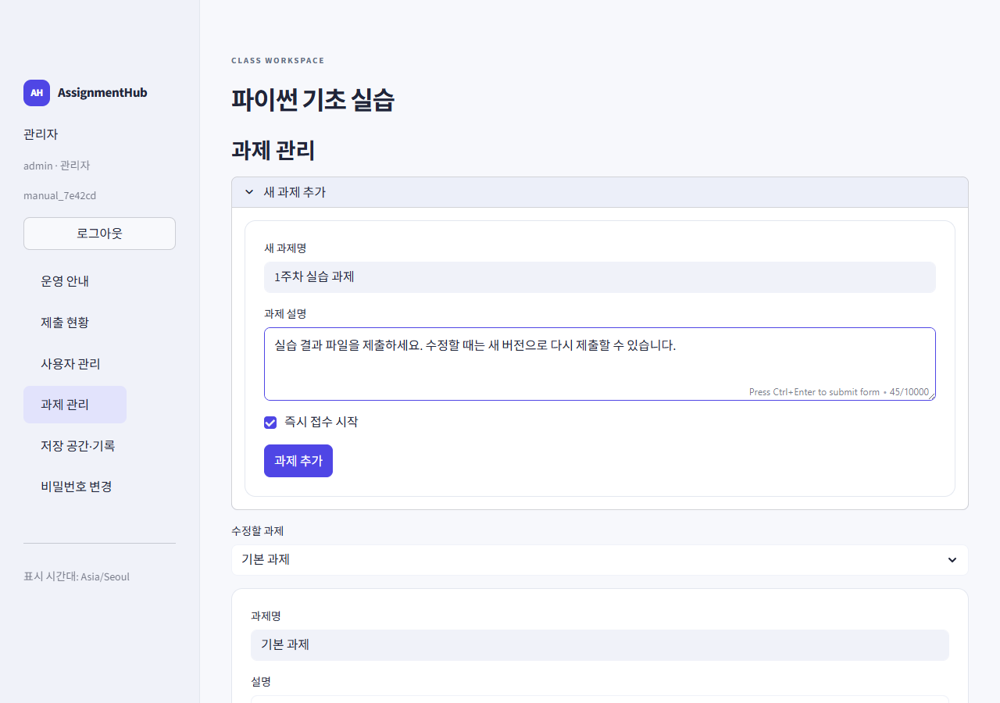 AH AssignmentHub
관리자
admin · 관리자
manual_7e42cd
로그아웃
운영 안내
제출 현황
사용자 관리
과제 관리
저장 공간·기록
비밀번호 변경
표시 시간대: Asia/Seoul
CLASS WORKSPACE
파이썬 기초 실습
과제 관리
새 과제 추가
새 과제명
1주차 실습 과제
과제 설명
실습 결과 파일을 제출하세요. 수정할 때는 새 버전으로 다시 제출할 수 있습니다.
Press Ctrl+Enter to submit form • 45/10000
즉시 접수 시작
과제 추가
수정할 과제
기본 과제
과제명
기본 과제
설명